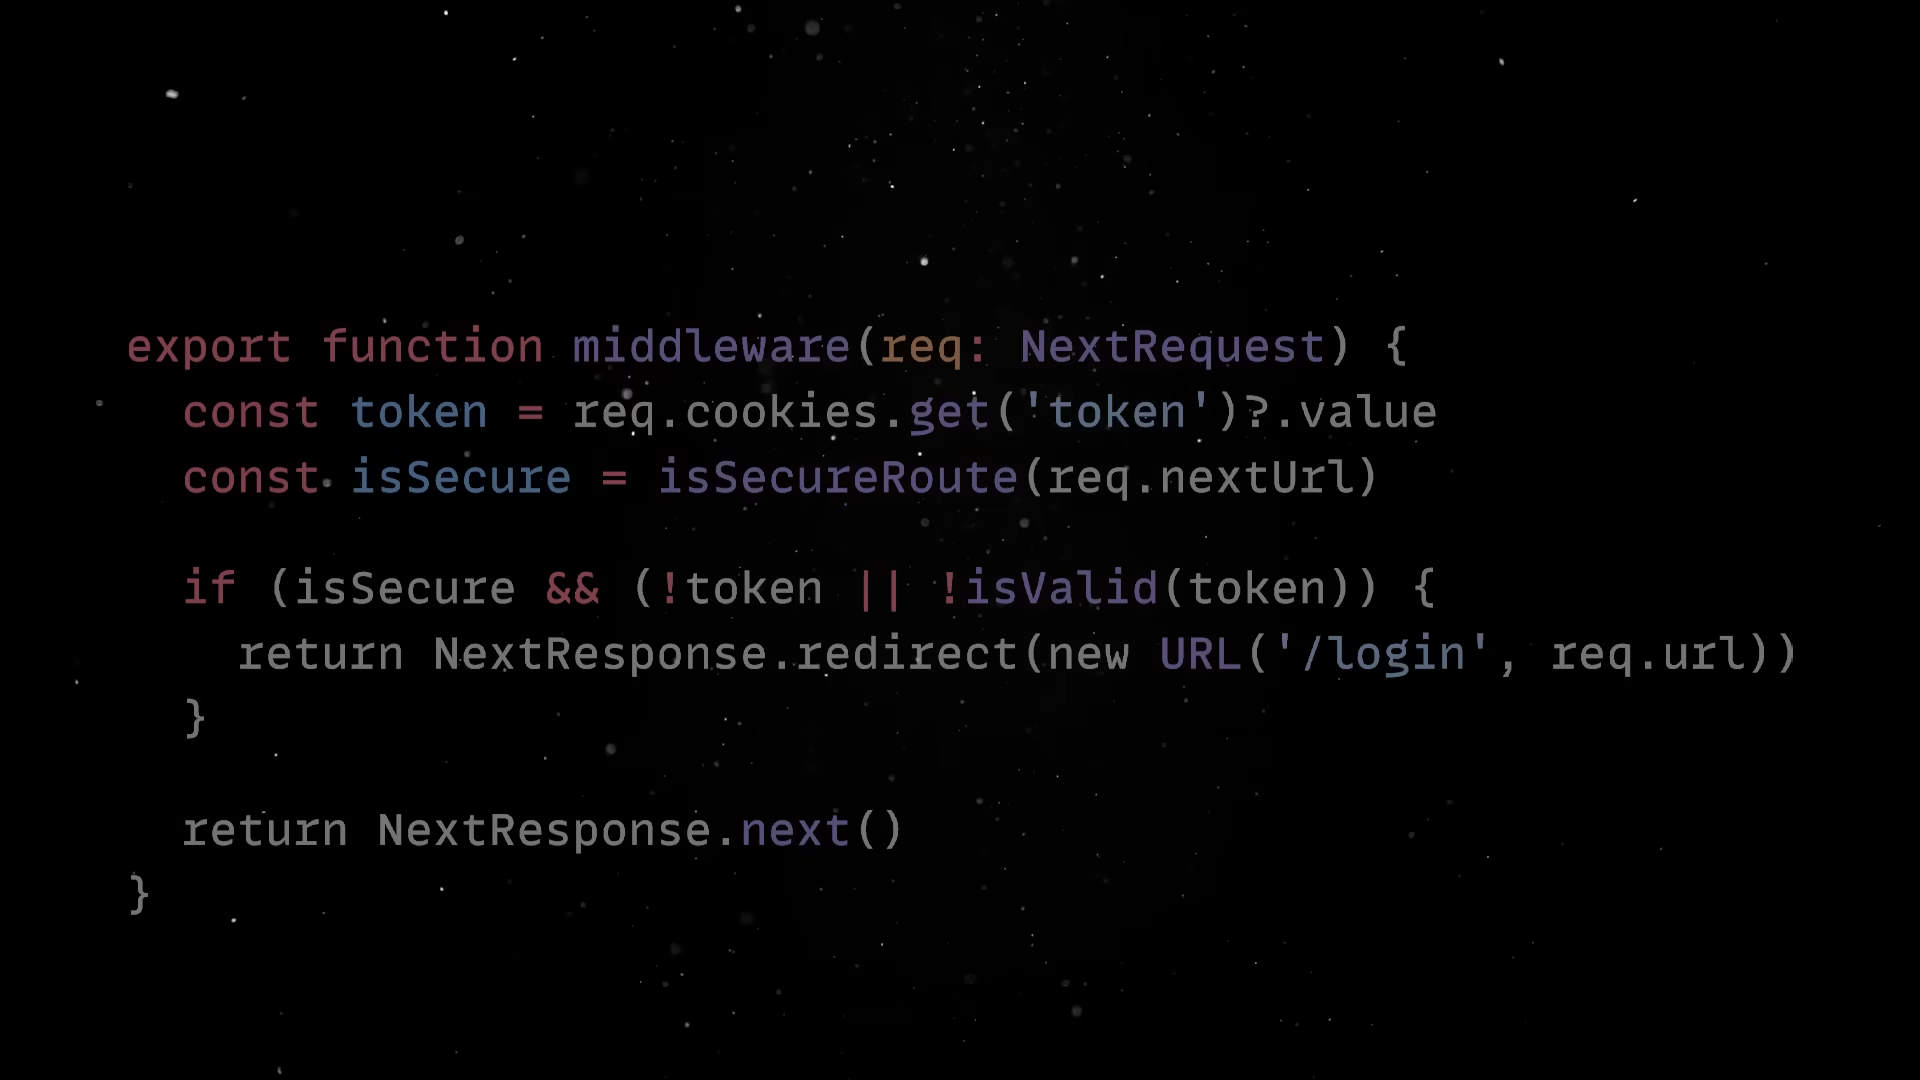 export function middleware(req: NextRequest) {
  const token = req.cookies.get('token')?.value
  const isSecure = isSecureRoute(req.nextUrl)

  if (isSecure && (!token || !isValid(token)) {
    return NextResponse.redirect(new URL('/login', req.url))
  }

  return NextResponse.next()
}